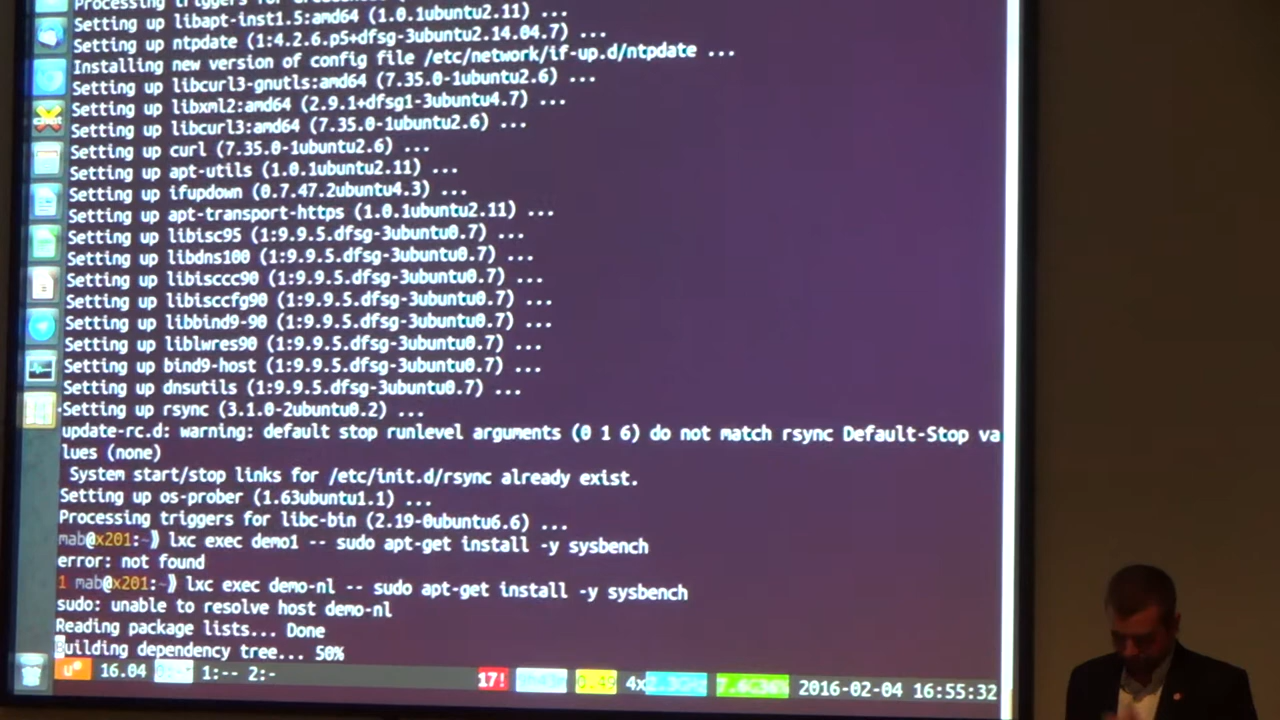 Processing triggers for
Setting up libapt-inst1.5:amd64 (1.0.1ubuntu2.11) ...
Setting up ntpdate (1:4.2.6.p5+dfsg-3ubuntu2.14.04.7) ...
Installing new version of config file /etc/network/if-up.d/ntpdate ...
Setting up libcurl3-gnutls:amd64 (7.35.0-1ubuntu2.6) ...
Setting up libxml2:amd64 (2.9.1+dfsg1-3ubuntu4.7) ...
Setting up libcurl3:amd64 (7.35.0-1ubuntu2.6) ...
Setting up curl (7.35.0-1ubuntu2.6) ...
Setting up apt-utils (1.0.1ubuntu2.11) ...
Setting up ifupdown (0.7.47.2ubuntu4.3) ...
Setting up apt-transport-https (1.0.1ubuntu2.11) ...
Setting up libisc95 (1:9.9.5.dfsg-3ubuntu0.7) ...
Setting up libdns100 (1:9.9.5.dfsg-3ubuntu0.7) ...
Setting up libisccc90 (1:9.9.5.dfsg-3ubuntu0.7) ...
Setting up libisccfg90 (1:9.9.5.dfsg-3ubuntu0.7) ...
Setting up libbind9-90 (1:9.9.5.dfsg-3ubuntu0.7) ...
Setting up liblwres90 (1:9.9.5.dfsg-3ubuntu0.7) ...
Setting up bind9-host (1:9.9.5.dfsg-3ubuntu0.7) ...
Setting up dnsutils (1:9.9.5.dfsg-3ubuntu0.7) ...
Setting up rsync (3.1.0-2ubuntu0.2) ...
update-rc.d: warning: default stop runlevel arguments (0 1 6) do not match rsync Default-Stop va
lues (none)
System start/stop links for /etc/init.d/rsync already exist.
Setting up os-prober (1.63ubuntu1.1) ...
Processing triggers for libc-bin (2.19-0ubuntu6.6) ...
mab@x201:~⟫ lxc exec demo1 -- sudo apt-get install -y sysbench
error: not found
1 mab@x201:~⟫ lxc exec demo-nl -- sudo apt-get install -y sysbench
sudo: unable to resolve host demo-nl
Reading package lists... Done
Building dependency tree... 50%
u 16.04 1:-- 2:- 17! 0.49 2016-02-04 16:55:32